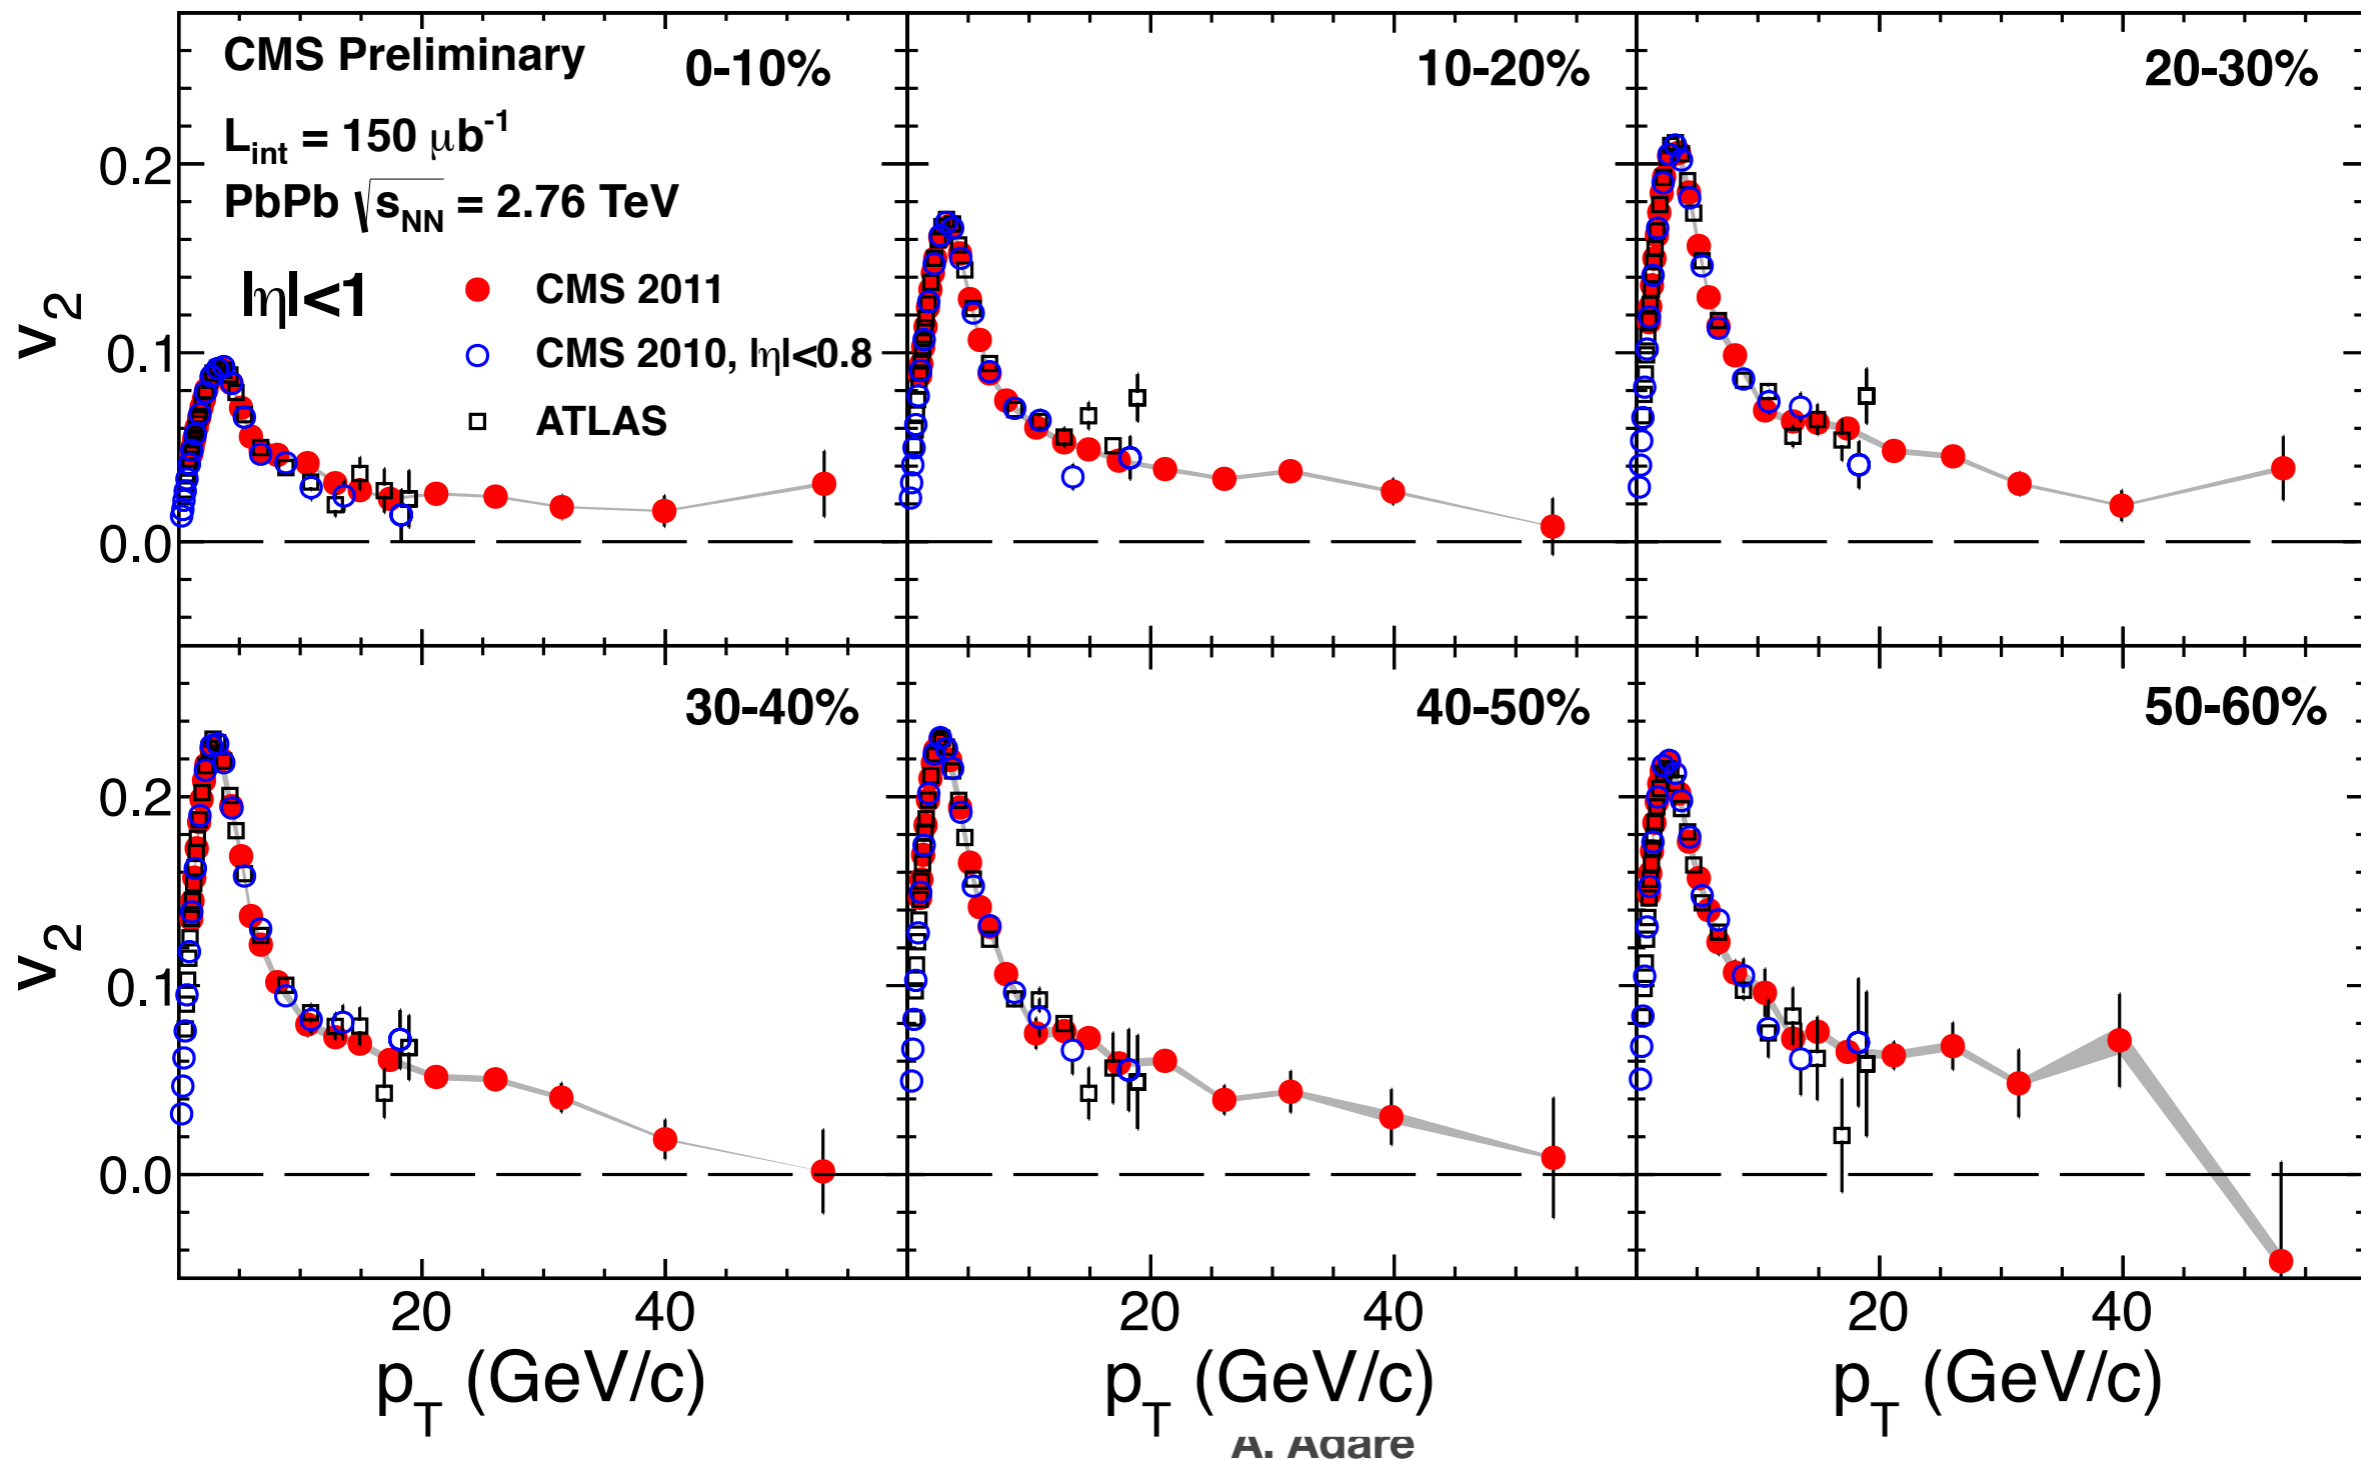 CMS Preliminary
0-10%
10-20%
20-30%
L_int = 150 μb^-1
PbPb √s_NN = 2.76 TeV
|η|<1
CMS 2011
CMS 2010, |η|<0.8
ATLAS
v_2
0.2
0.1
0.0
30-40%
40-50%
50-60%
v_2
0.2
0.1
0.0
20 40 20 40 20 40
p_T (GeV/c) p_T (GeV/c) p_T (GeV/c)
A. Adare